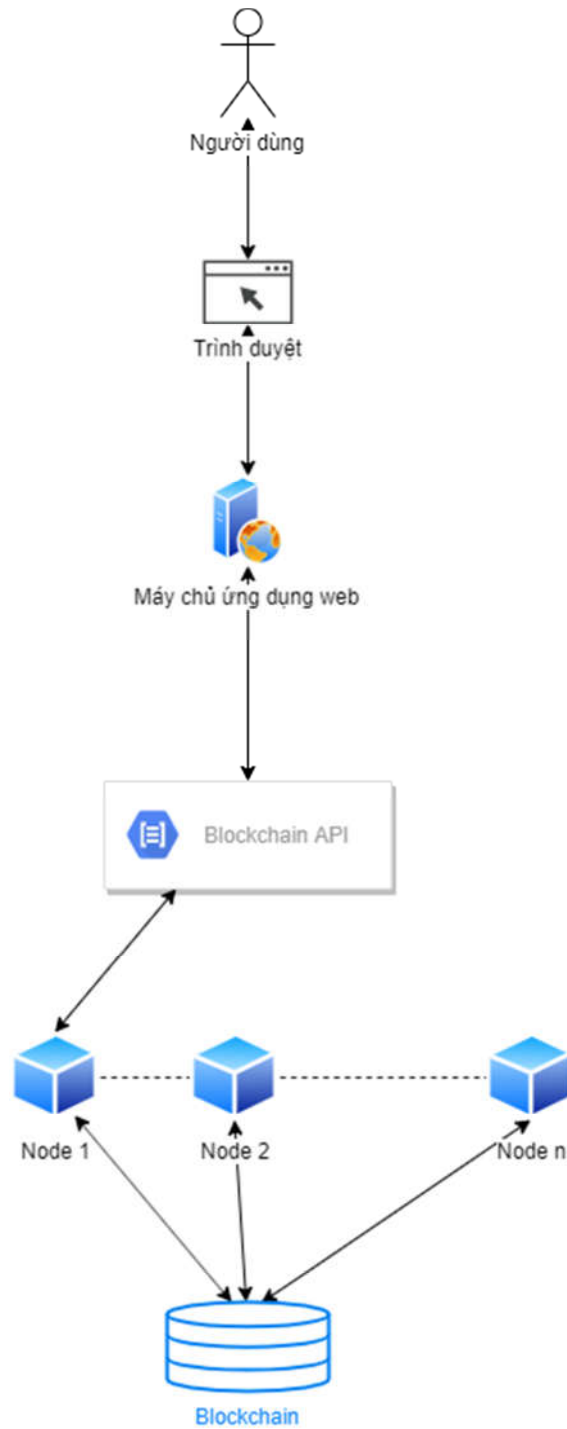 Người dùng
Trình duyệt
Máy chủ ứng dụng web
Blockchain API
Node 1
Node 2
Node n
Blockchain